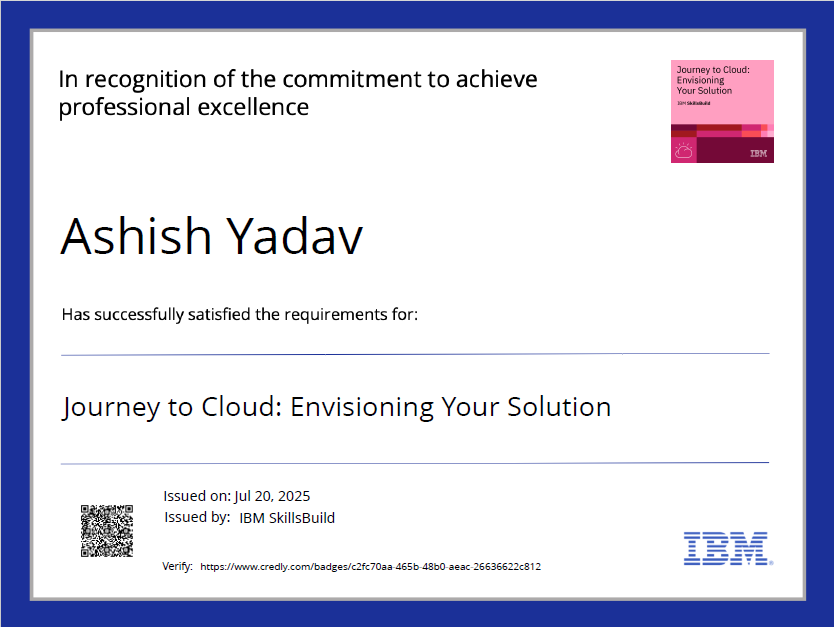 In recognition of the commitment to achieve
professional excellence
Journey to Cloud:
Envisioning
Your Solution
IBM SkillsBuild
IBM
Ashish Yadav
Has successfully satisfied the requirements for:
Journey to Cloud: Envisioning Your Solution
Issued on: Jul 20, 2025
Issued by: IBM SkillsBuild
Verify: https://www.credly.com/badges/c2fc70aa-465b-48b0-aeac-26636622c812
IBM®